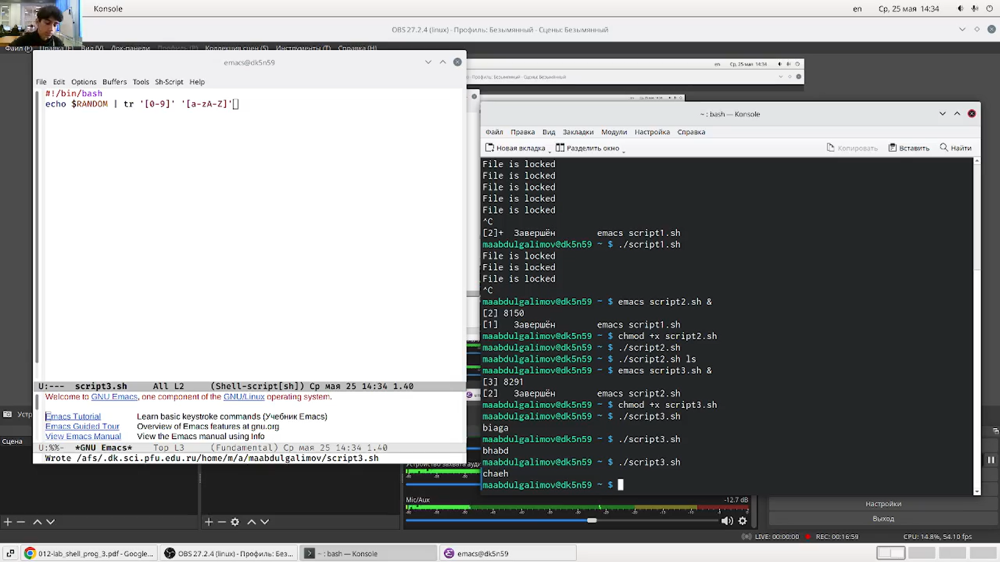 Konsole
en Ср, 25 мая 14:34
OBS 27.2.4 (linux) - Профиль: Безымянный - Сцены: Безымянный
Файл (F) Правка (E) Вид (V) Док-панели Профиль (P) Коллекция сцен (S) Инструменты (T) Справка (H)
emacs@dk5n59
File Edit Options Buffers Tools Sh-Script Help
#!/bin/bash
echo $RANDOM | tr '[0-9]' '[a-zA-Z]'
U:--- script3.sh All L2 (Shell-script[sh]) Ср мая 25 14:34 1.40
Welcome to GNU Emacs, one component of the GNU/Linux operating system.
Emacs Tutorial Learn basic keystroke commands (Учебник Emacs)
Emacs Guided Tour Overview of Emacs features at gnu.org
View Emacs Manual View the Emacs manual using Info
U:%%- *GNU Emacs* Top L3 (Fundamental) Ср мая 25 14:34 1.40
Wrote /afs/.dk.sci.pfu.edu.ru/home/m/a/maabdulgalimov/script3.sh
en Ср, 25 мая 14:34
Профиль: Безымянный - Сцены: Безымянный
~ : bash — Konsole
Файл Правка Вид Закладки Модули Настройка Справка
Новая вкладка Разделить окно Копировать Вставить Найти
File is locked
File is locked
File is locked
File is locked
File is locked
^C
[2]+ Завершён emacs script1.sh
maabdulgalimov@dk5n59 ~ $ ./script1.sh
File is locked
File is locked
File is locked
^C
maabdulgalimov@dk5n59 ~ $ emacs script2.sh &
[2] 8150
[1] Завершён emacs script1.sh
maabdulgalimov@dk5n59 ~ $ chmod +x script2.sh
maabdulgalimov@dk5n59 ~ $ ./script2.sh
maabdulgalimov@dk5n59 ~ $ ./script2.sh ls
maabdulgalimov@dk5n59 ~ $ emacs script3.sh &
[3] 8291
[2] Завершён emacs script2.sh
maabdulgalimov@dk5n59 ~ $ chmod +x script3.sh
maabdulgalimov@dk5n59 ~ $ ./script3.sh
biaga
maabdulgalimov@dk5n59 ~ $ ./script3.sh
bhabd
maabdulgalimov@dk5n59 ~ $ ./script3.sh
chaeh
maabdulgalimov@dk5n59 ~ $
Устр
Сцена
Устройство захвата ауди
Mic/Aux -12.7 dB
Настройки
Выход
LIVE: 00:00:00 REC: 00:16:59 CPU: 14.8%, 54.10 fps
012-lab_shell_prog_3.pdf - Google... OBS 27.2.4 (linux) - Профиль: Без... ~ : bash — Konsole emacs@dk5n59